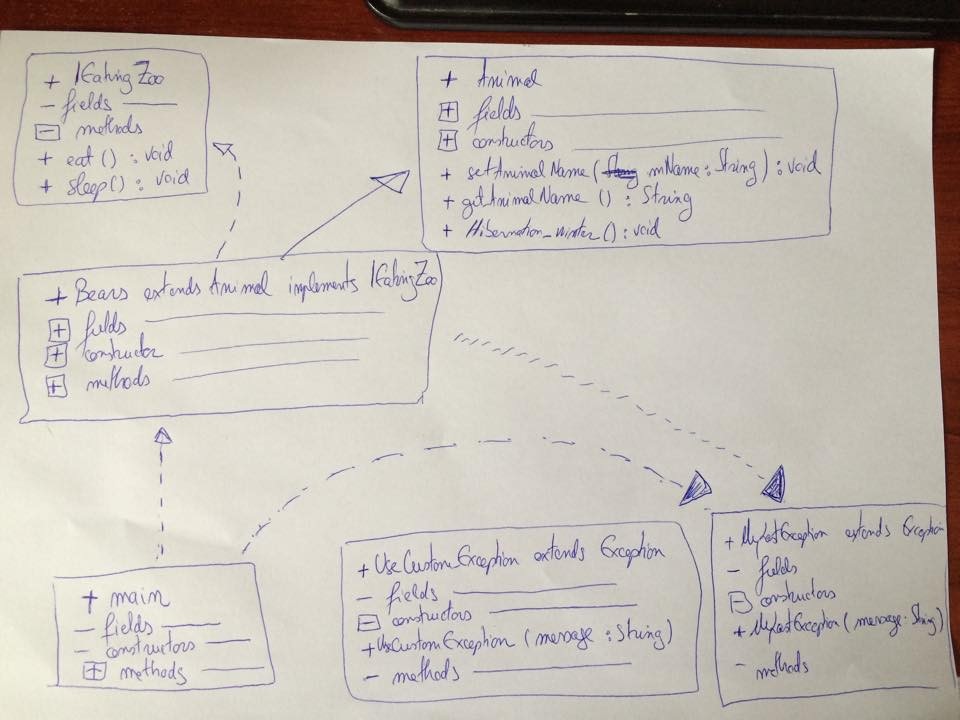 + IEatingZoo
- fields
- methods
+ eat() : void
+ sleep() : void
+ Animal
+ fields
+ constructors
+ setAnimalName( mName : String) : void
+ getAnimalName () : String
+ Hibernation_winter() : void
+ Bears extends Animal implements IEatingZoo
+ fields
+ constructor
+ methods
+ main
- fields
- constructors
+ methods
+ UseCustom_Exception extends Exception
- fields
- constructors
+ UseCustomException (message : String)
- methods
+ MyLastException extends Exception
- fields
- constructors
+ MyLastException (message : String)
- methods